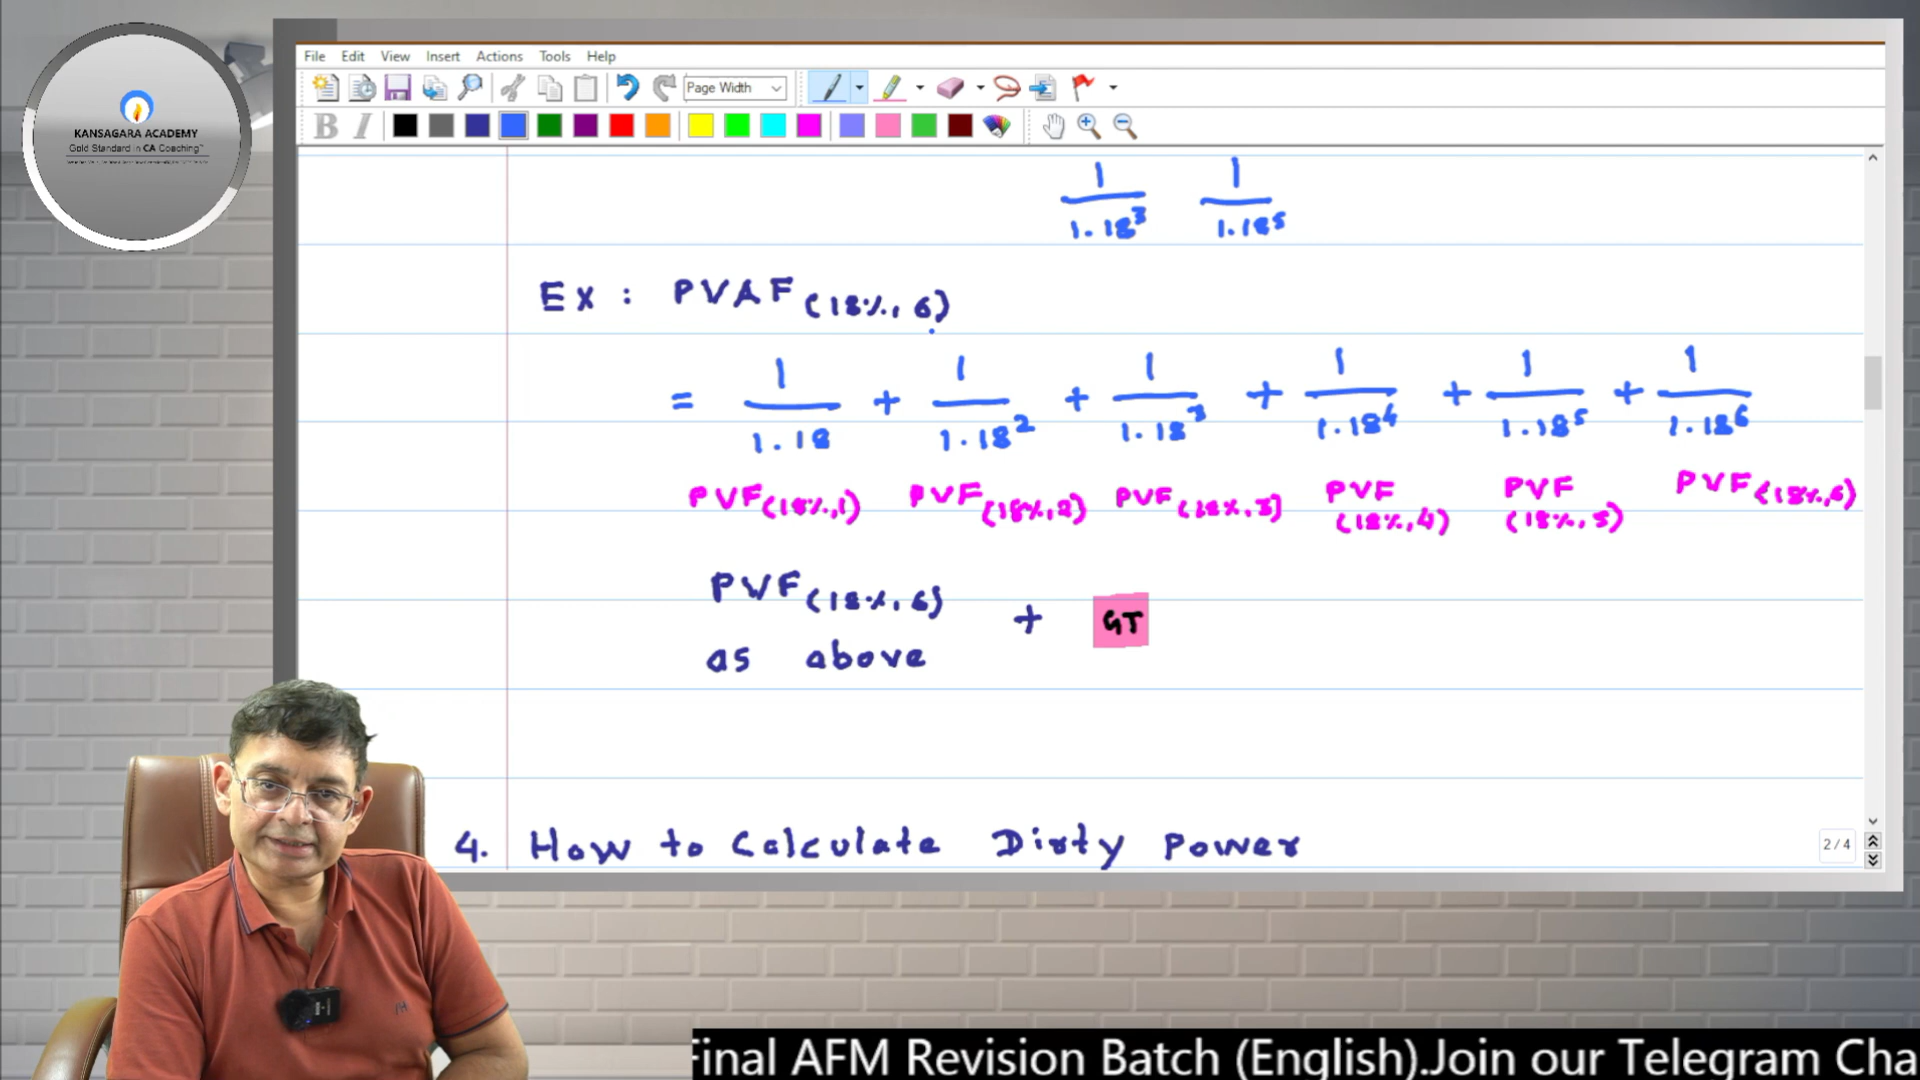 KANSAGARA ACADEMY
Gold Standard in CA Coaching™
File Edit View Insert Actions Tools Help
Page Width
B I
1/1.18³ 1/1.18⁵
Ex : PVAF(18%, 6)
= 1/1.18 + 1/1.18² + 1/1.18³ + 1/1.18⁴ + 1/1.18⁵ + 1/1.18⁶
PVF(18%,1) PVF(18%,2) PVF(18%,3) PVF(18%,4) PVF(18%,5) PVF(18%,6)
PVF(18%, 6) + GT
as above
4. How to Calculate Dirty Power
2 / 4
Final AFM Revision Batch (English).Join our Telegram Cha